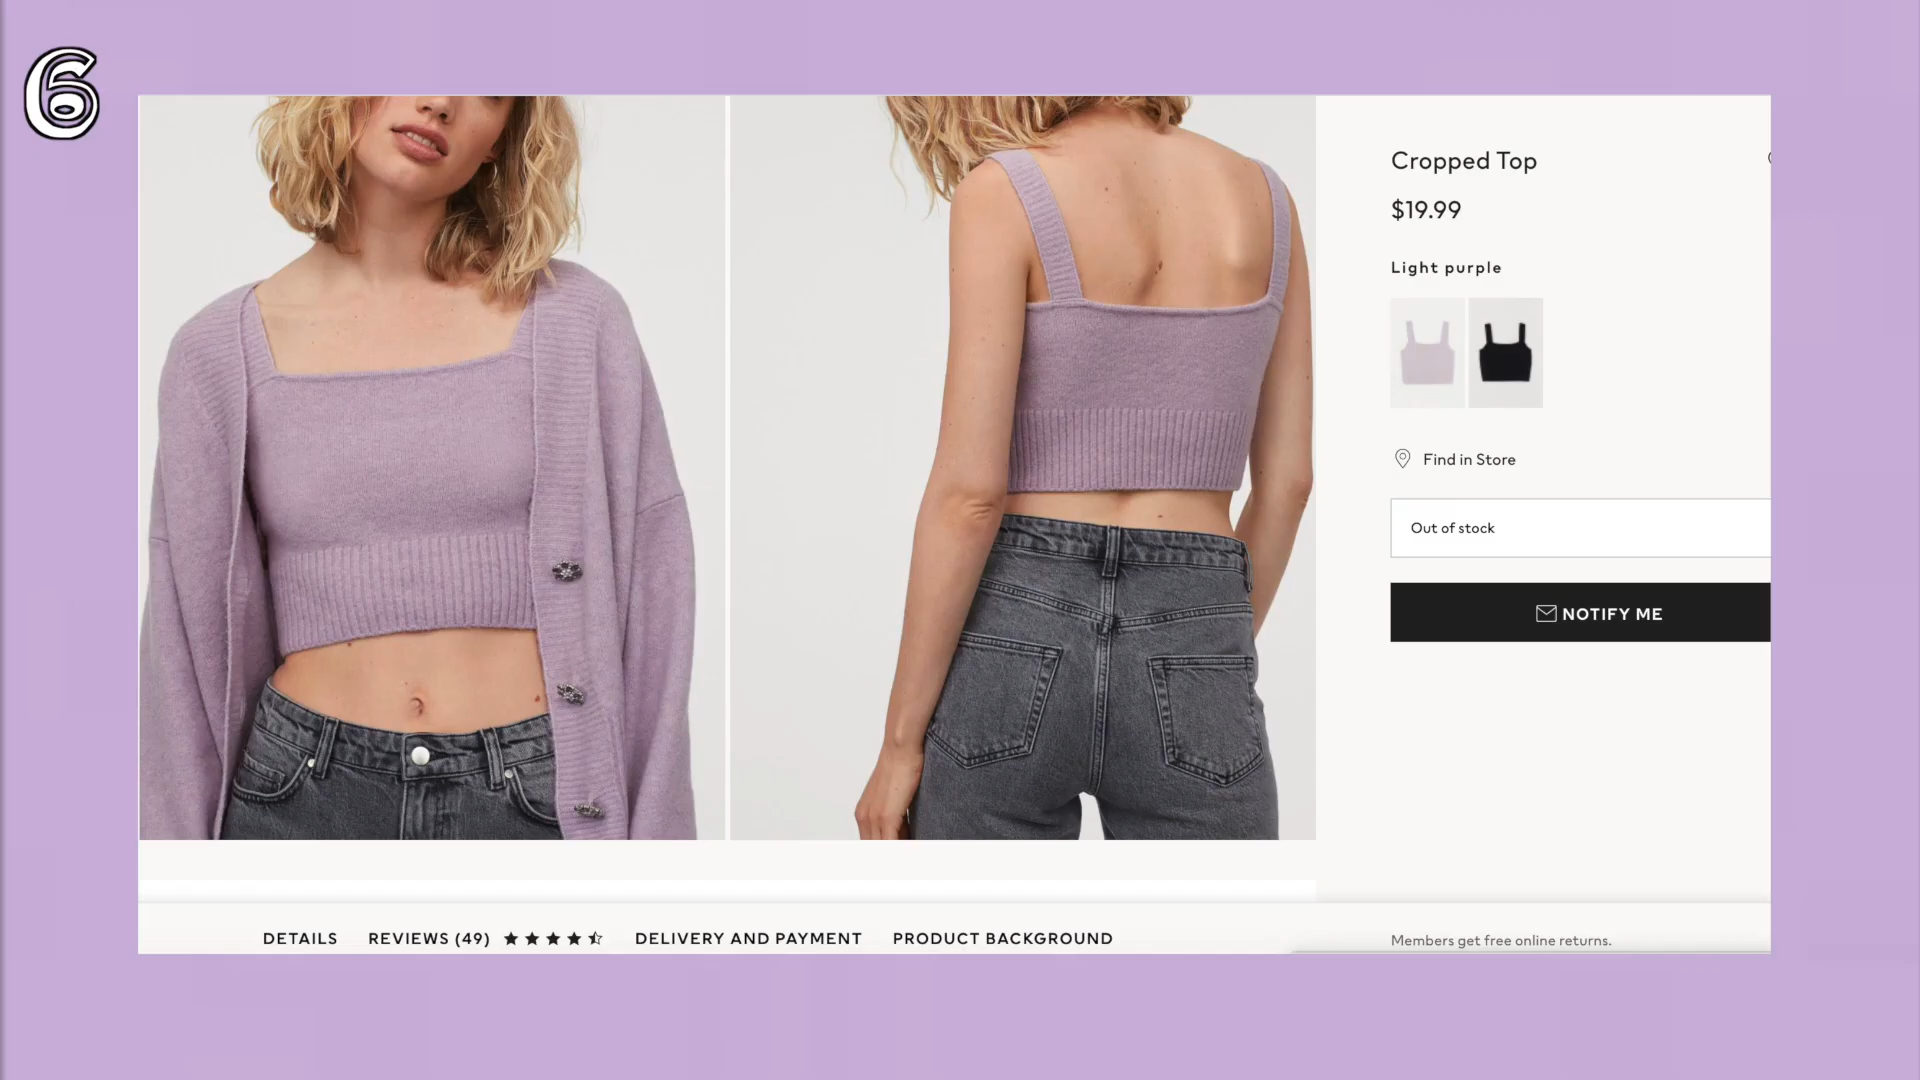 6
Cropped Top
$19.99
Light purple
Find in Store
Out of stock
NOTIFY ME
DETAILS REVIEWS (49) DELIVERY AND PAYMENT PRODUCT BACKGROUND
Members get free online returns.